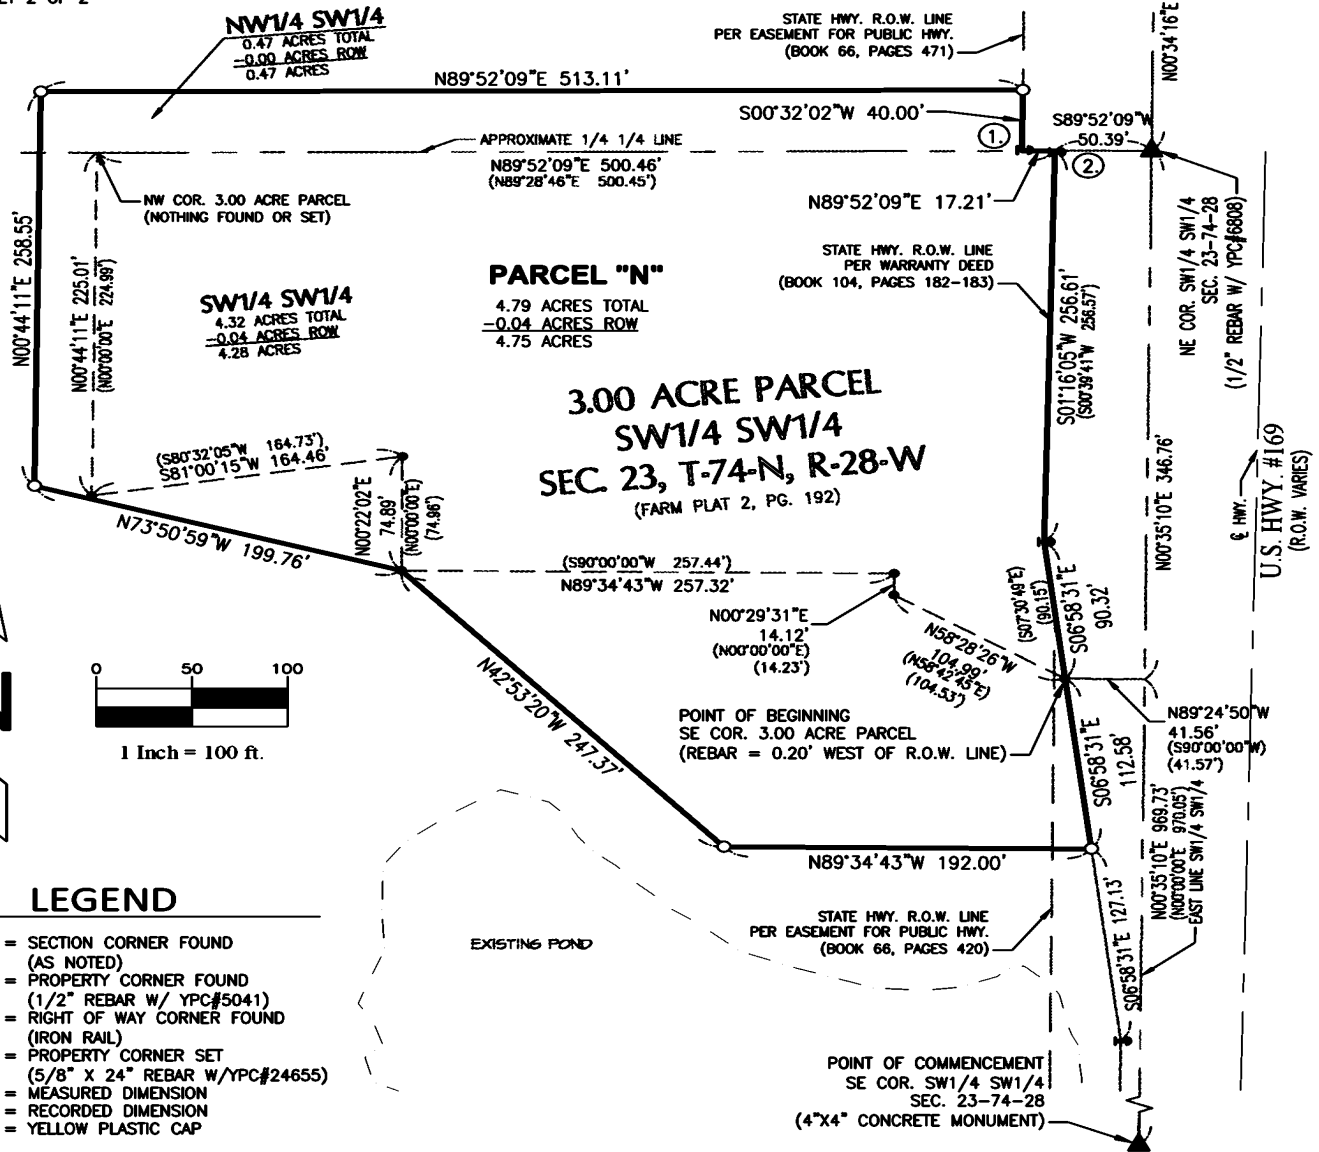 NW1/4 SW1/4
0.47 ACRES TOTAL
-0.00 ACRES ROW
0.47 ACRES
STATE HWY. R.O.W. LINE
PER EASEMENT FOR PUBLIC HWY.
(BOOK 66, PAGES 471)
N00°34'16"E
N89°52'09"E 513.11'
S00°32'02"W 40.00'
S89°52'09"W
50.39'
1.
2.
APPROXIMATE 1/4 1/4 LINE
N89°52'09"E 500.46'
(N89°28'46"E 500.45')
NW COR. 3.00 ACRE PARCEL
(NOTHING FOUND OR SET)
N89°52'09"E 17.21'
N00°44'11"E 258.55'
N00°44'11"E 225.01'
(N00°00'00"E 224.99')
STATE HWY. R.O.W. LINE
PER WARRANTY DEED
(BOOK 104, PAGES 182-183)
NE COR. SW1/4 SW1/4
SEC. 23-74-28
(1/2" REBAR W/ YPC#6808)
SW1/4 SW1/4
4.32 ACRES TOTAL
-0.04 ACRES ROW
4.28 ACRES
PARCEL "N"
4.79 ACRES TOTAL
-0.04 ACRES ROW
4.75 ACRES
S01°16'05"W 256.61'
(S00°39'41"W 256.57')
3.00 ACRE PARCEL
SW1/4 SW1/4
SEC. 23, T-74-N, R-28-W
(FARM PLAT 2, PG. 192)
N00°35'10"E 346.76'
℄ HWY.
U.S. HWY. #169
(R.O.W. VARIES)
(S80°32'05"W 164.73')
S81°00'15"W 164.46'
N00°22'02"E
74.89'
(N00°00'00"E)
(74.96')
N73°50'59"W 199.76'
(S90°00'00"W 257.44')
N89°34'43"W 257.32'
N00°29'31"E
14.12'
(N00°00'00"E)
(14.23')
N58°28'26"W
104.99'
(N58°42'45"E)
(104.53')
(S07°30'49"E)
(90.15')
S06°58'31"E
90.32'
0 50 100
1 Inch = 100 ft.
N42°53'20"W 247.37'
POINT OF BEGINNING
SE COR. 3.00 ACRE PARCEL
(REBAR = 0.20' WEST OF R.O.W. LINE)
N89°24'50"W
41.56'
(S90°00'00"W)
(41.57')
S06°58'31"E
112.58'
N89°34'43"W 192.00'
N00°35'10"E 969.73'
(N00°00'00"E 970.05')
EAST LINE SW1/4 SW1/4
S06°58'31"E 127.13'
STATE HWY. R.O.W. LINE
PER EASEMENT FOR PUBLIC HWY.
(BOOK 66, PAGES 420)
EXISTING POND
LEGEND
= SECTION CORNER FOUND
(AS NOTED)
= PROPERTY CORNER FOUND
(1/2" REBAR W/ YPC#5041)
= RIGHT OF WAY CORNER FOUND
(IRON RAIL)
= PROPERTY CORNER SET
(5/8" X 24" REBAR W/YPC#24655)
= MEASURED DIMENSION
= RECORDED DIMENSION
= YELLOW PLASTIC CAP
POINT OF COMMENCEMENT
SE COR. SW1/4 SW1/4
SEC. 23-74-28
(4"X4" CONCRETE MONUMENT)